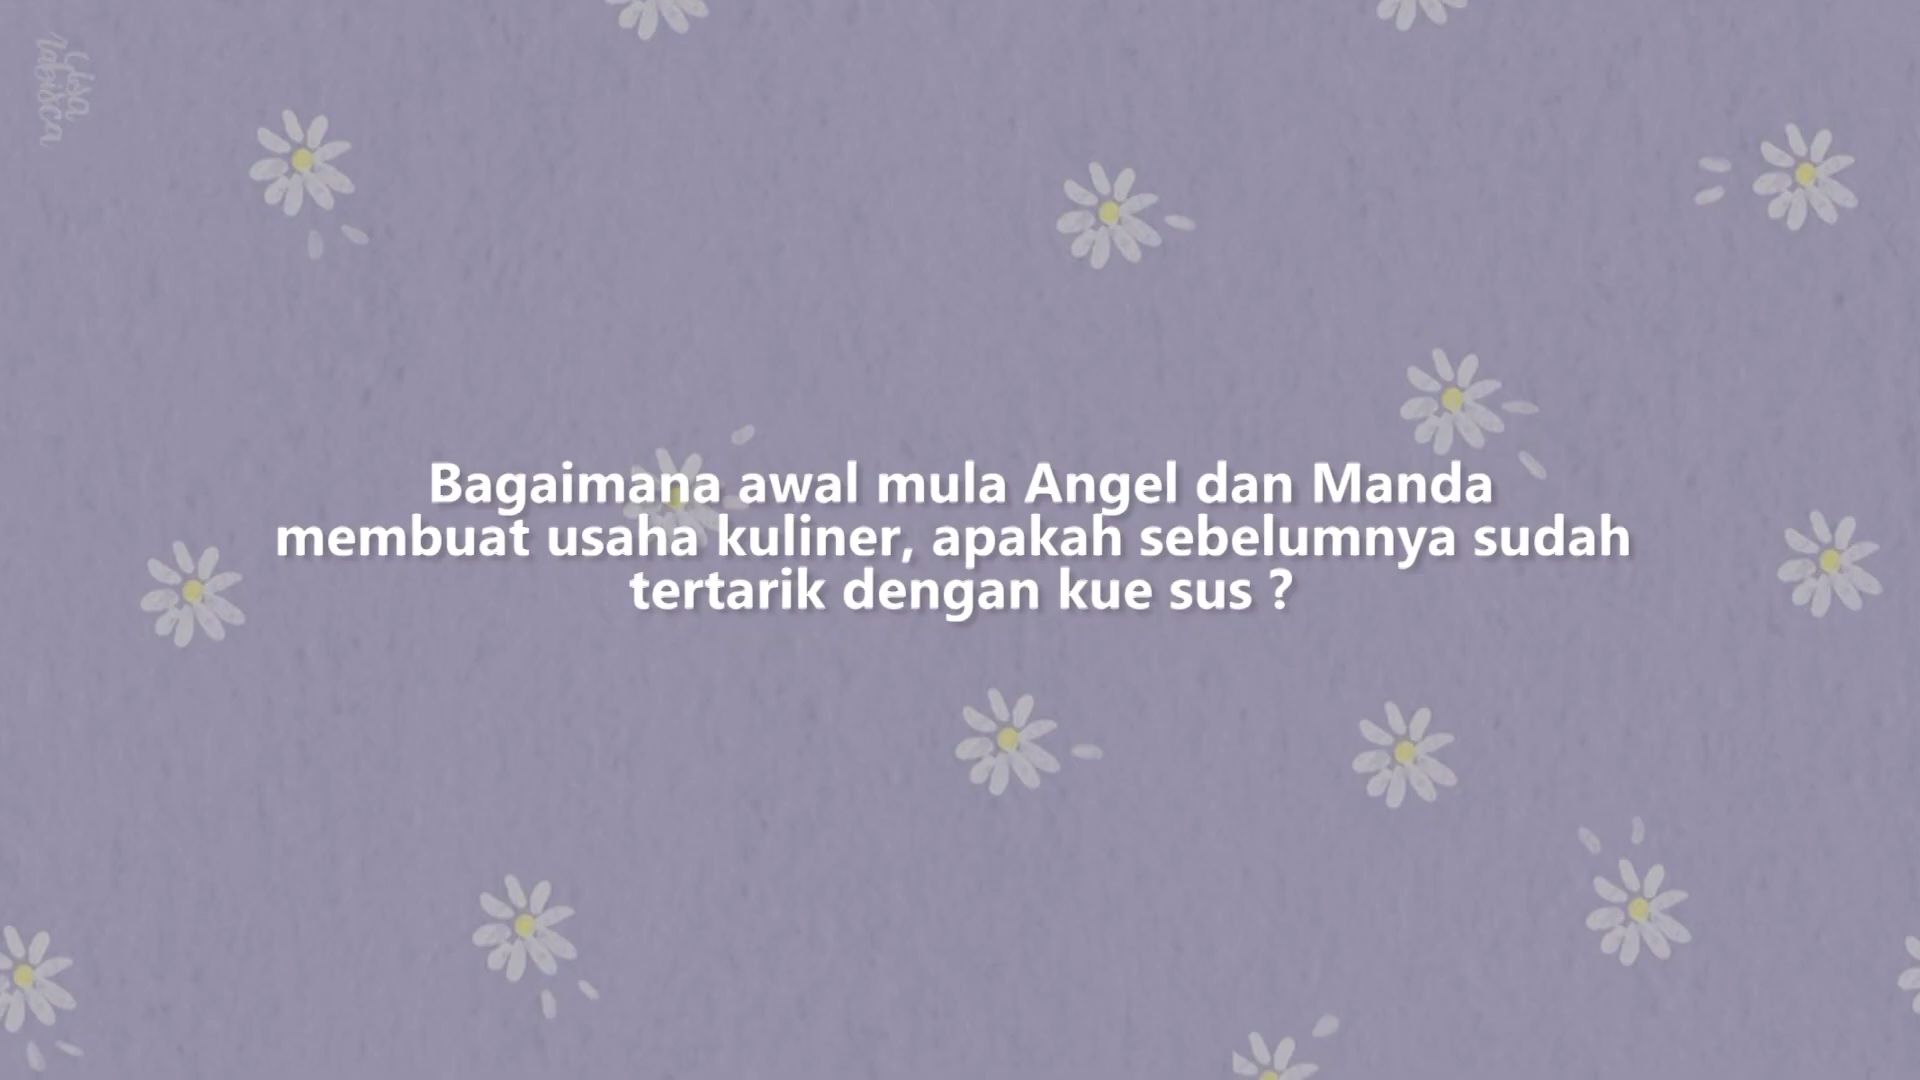 Bagaimana awal mula Angel dan Manda
membuat usaha kuliner, apakah sebelumnya sudah
tertarik dengan kue sus ?